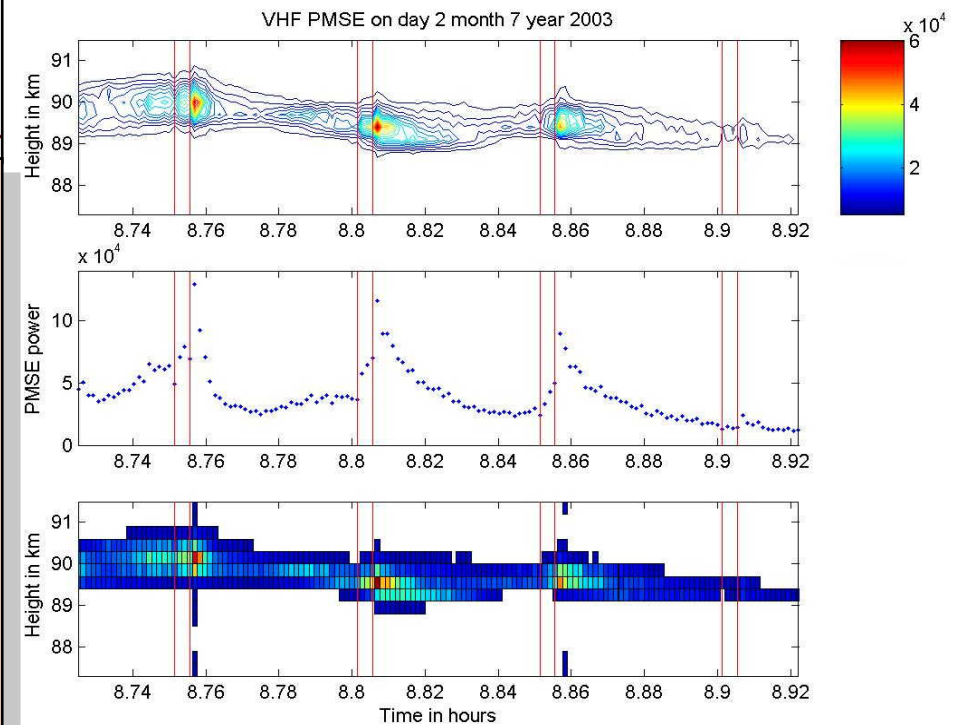 VHF PMSE on day 2 month 7 year 2003
x 10^4
6
4
2
Height in km
91
90
89
88
8.74 8.76 8.78 8.8 8.82 8.84 8.86 8.88 8.9 8.92
x 10^4
PMSE power
10
5
0
8.74 8.76 8.78 8.8 8.82 8.84 8.86 8.88 8.9 8.92
Height in km
91
90
89
88
8.74 8.76 8.78 8.8 8.82 8.84 8.86 8.88 8.9 8.92
Time in hours